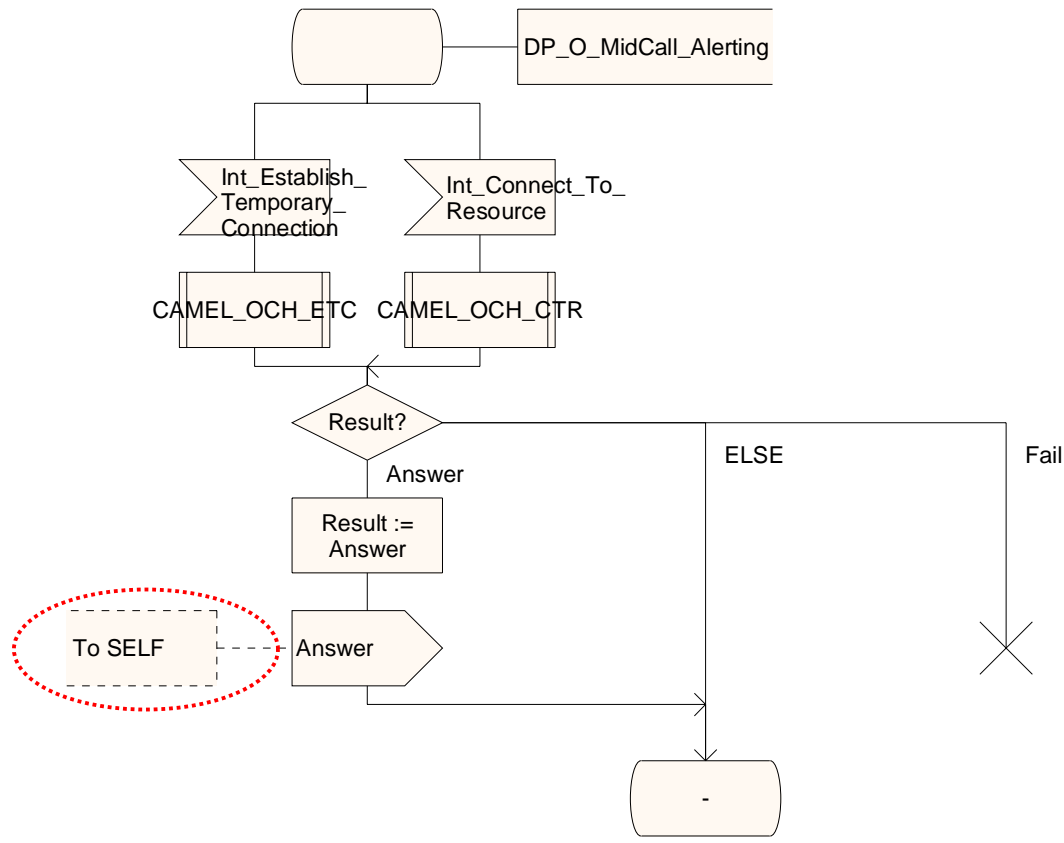 DP_O_MidCall_Alerting
Int_Establish_
Temporary_
Connection
Int_Connect_To_
Resource
CAMEL_OCH_ETC
CAMEL_OCH_CTR
Result?
ELSE
Fail
Answer
Result :=
Answer
To SELF
Answer
-